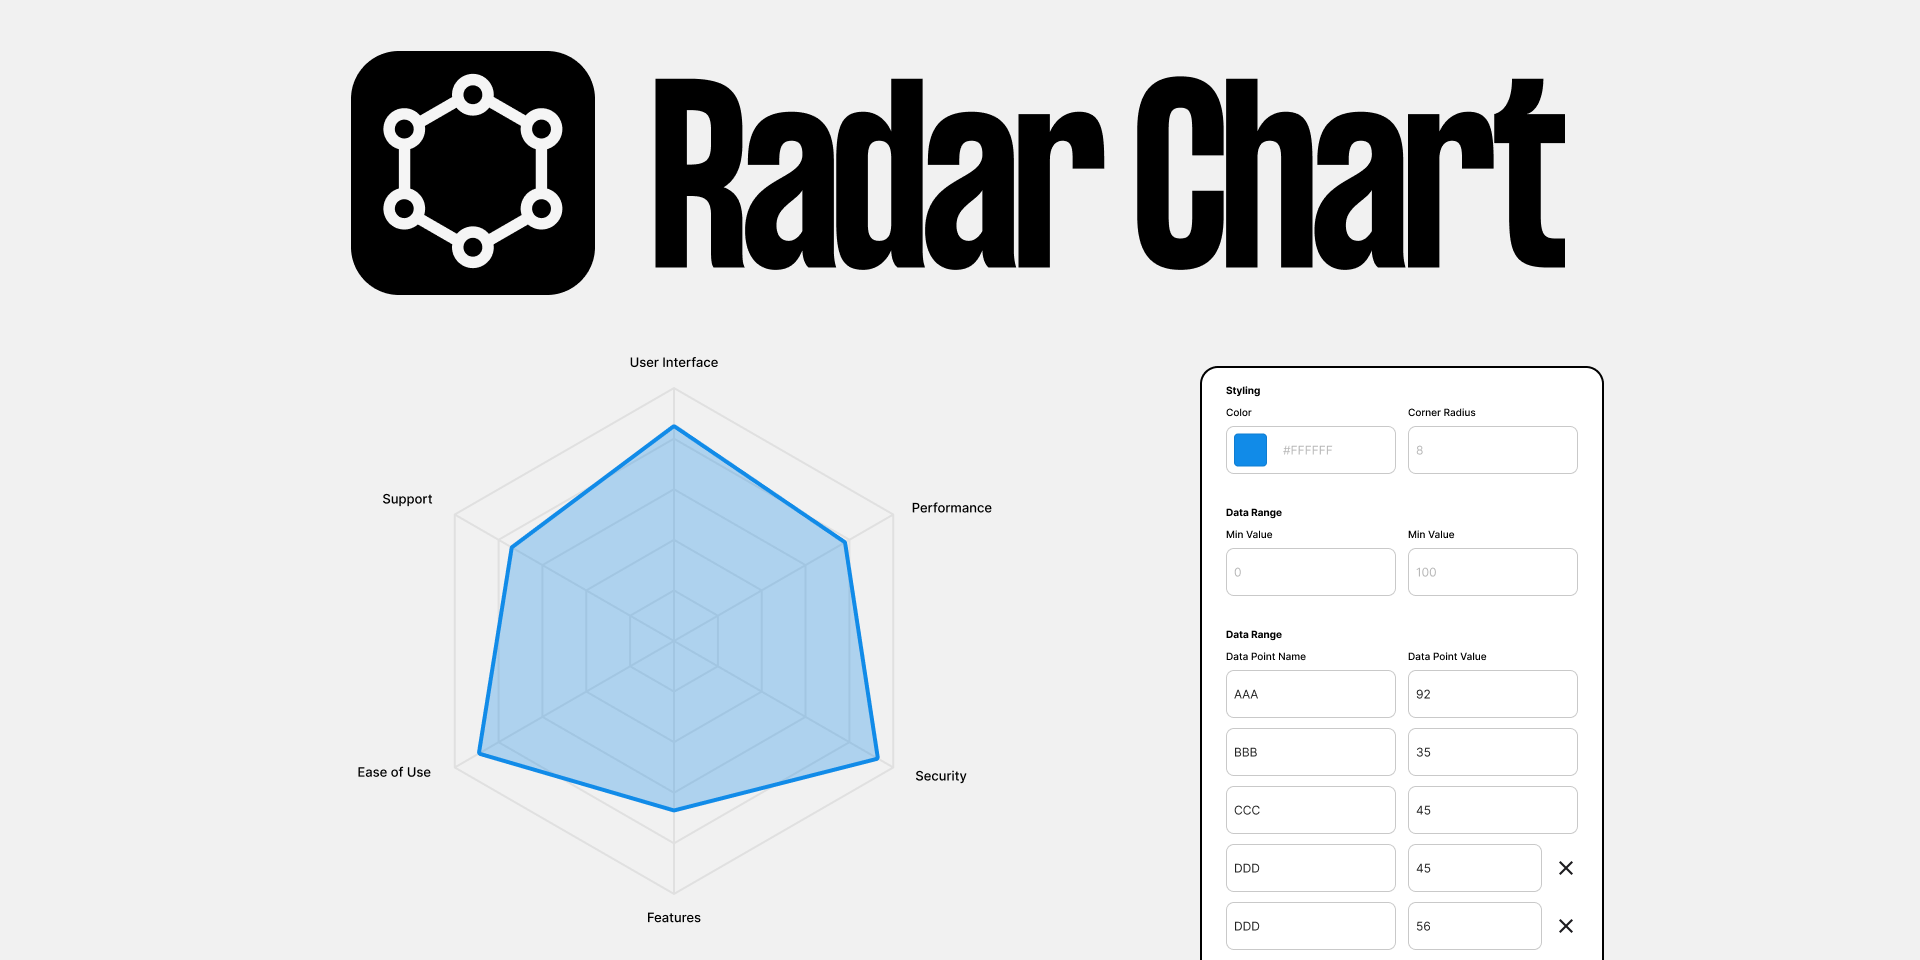 Radar Chart
User Interface
Support
Performance
Ease of Use
Security
Features
Styling
Color
Corner Radius
#FFFFFF
8
Data Range
Min Value
Min Value
0
100
Data Range
Data Point Name
Data Point Value
AAA
92
BBB
35
CCC
45
DDD
45
DDD
56